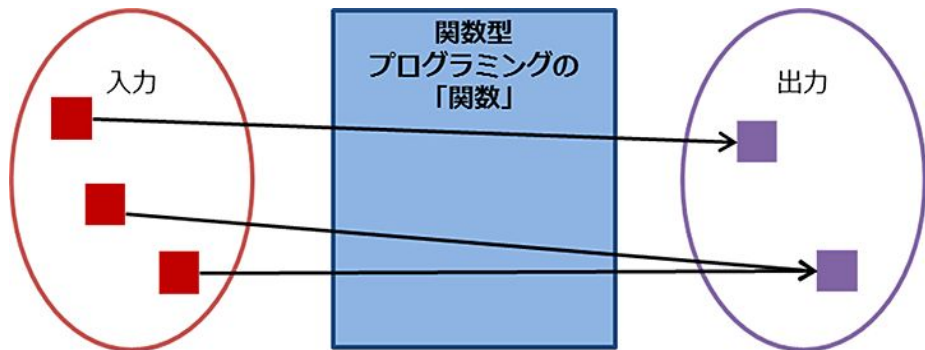 入力
関数型
プログラミングの
「関数」
出力